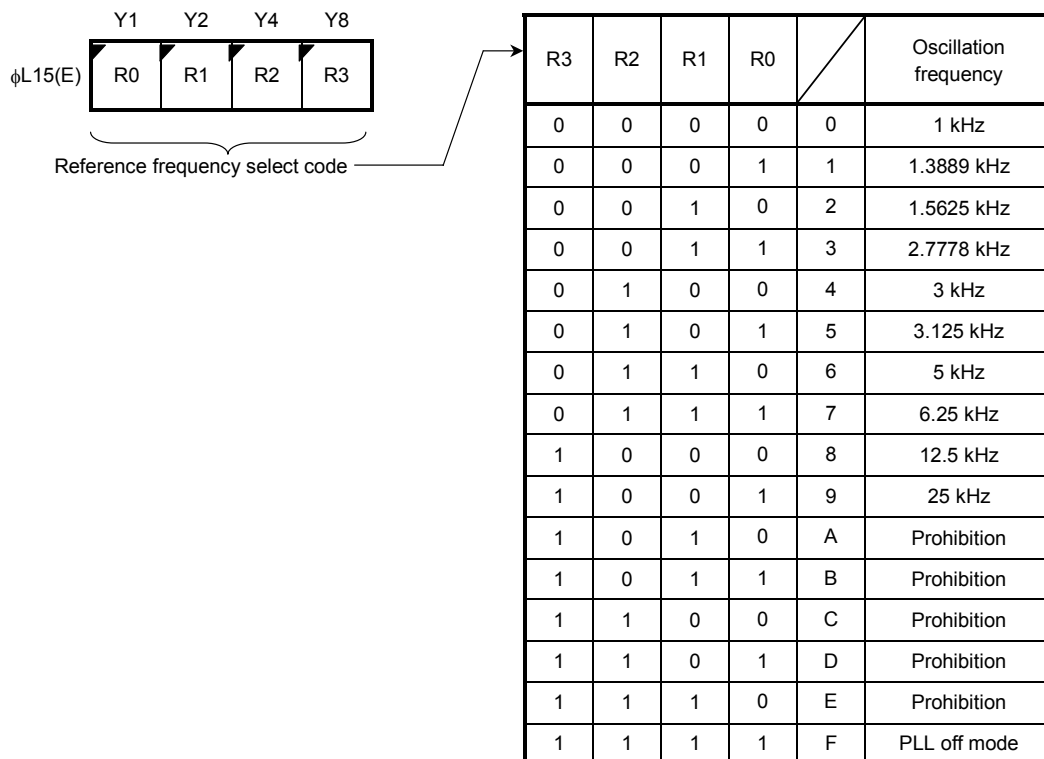 Y1 Y2 Y4 Y8
ϕL15(E) R0 R1 R2 R3
Reference frequency select code
R3 R2 R1 R0 Oscillation frequency
0 0 0 0 0 1 kHz
0 0 0 1 1 1.3889 kHz
0 0 1 0 2 1.5625 kHz
0 0 1 1 3 2.7778 kHz
0 1 0 0 4 3 kHz
0 1 0 1 5 3.125 kHz
0 1 1 0 6 5 kHz
0 1 1 1 7 6.25 kHz
1 0 0 0 8 12.5 kHz
1 0 0 1 9 25 kHz
1 0 1 0 A Prohibition
1 0 1 1 B Prohibition
1 1 0 0 C Prohibition
1 1 0 1 D Prohibition
1 1 1 0 E Prohibition
1 1 1 1 F PLL off mode